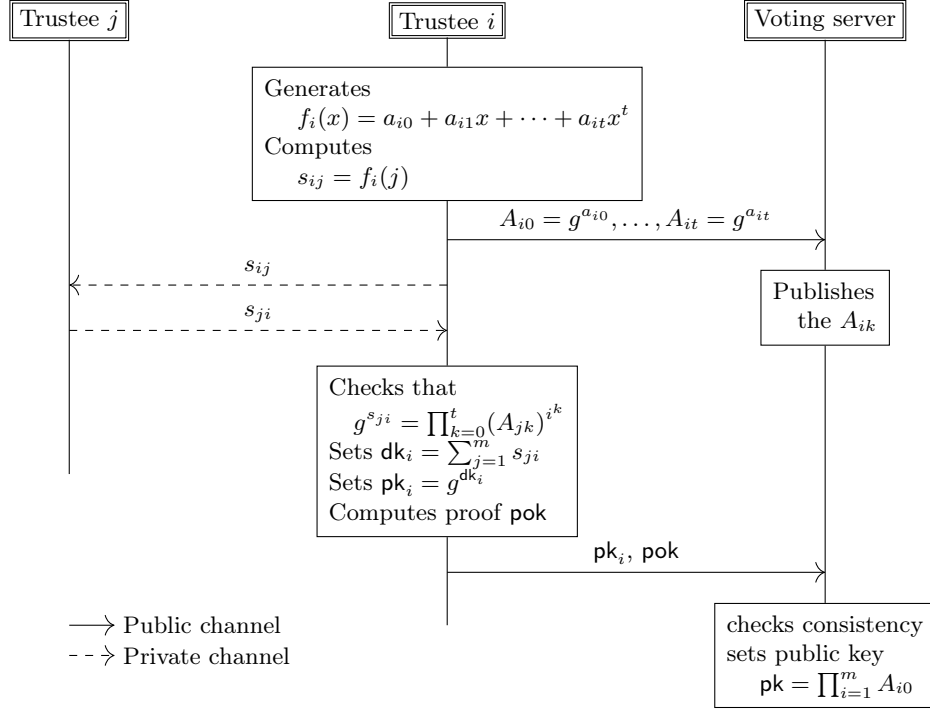 Trustee j
Trustee i
Voting server
Generates
f_i(x) = a_{i0} + a_{i1}x + ··· + a_{it}x^t
Computes
s_{ij} = f_i(j)
A_{i0} = g^{a_{i0}}, . . . , A_{it} = g^{a_{it}}
s_{ij}
Publishes
the A_{ik}
s_{ji}
Checks that
g^{s_{ji}} = ∏_{k=0}^{t} (A_{jk})^{i^k}
Sets dk_i = ∑_{j=1}^{m} s_{ji}
Sets pk_i = g^{dk_i}
Computes proof pok
pk_i, pok
Public channel
Private channel
checks consistency
sets public key
pk = ∏_{i=1}^{m} A_{i0}